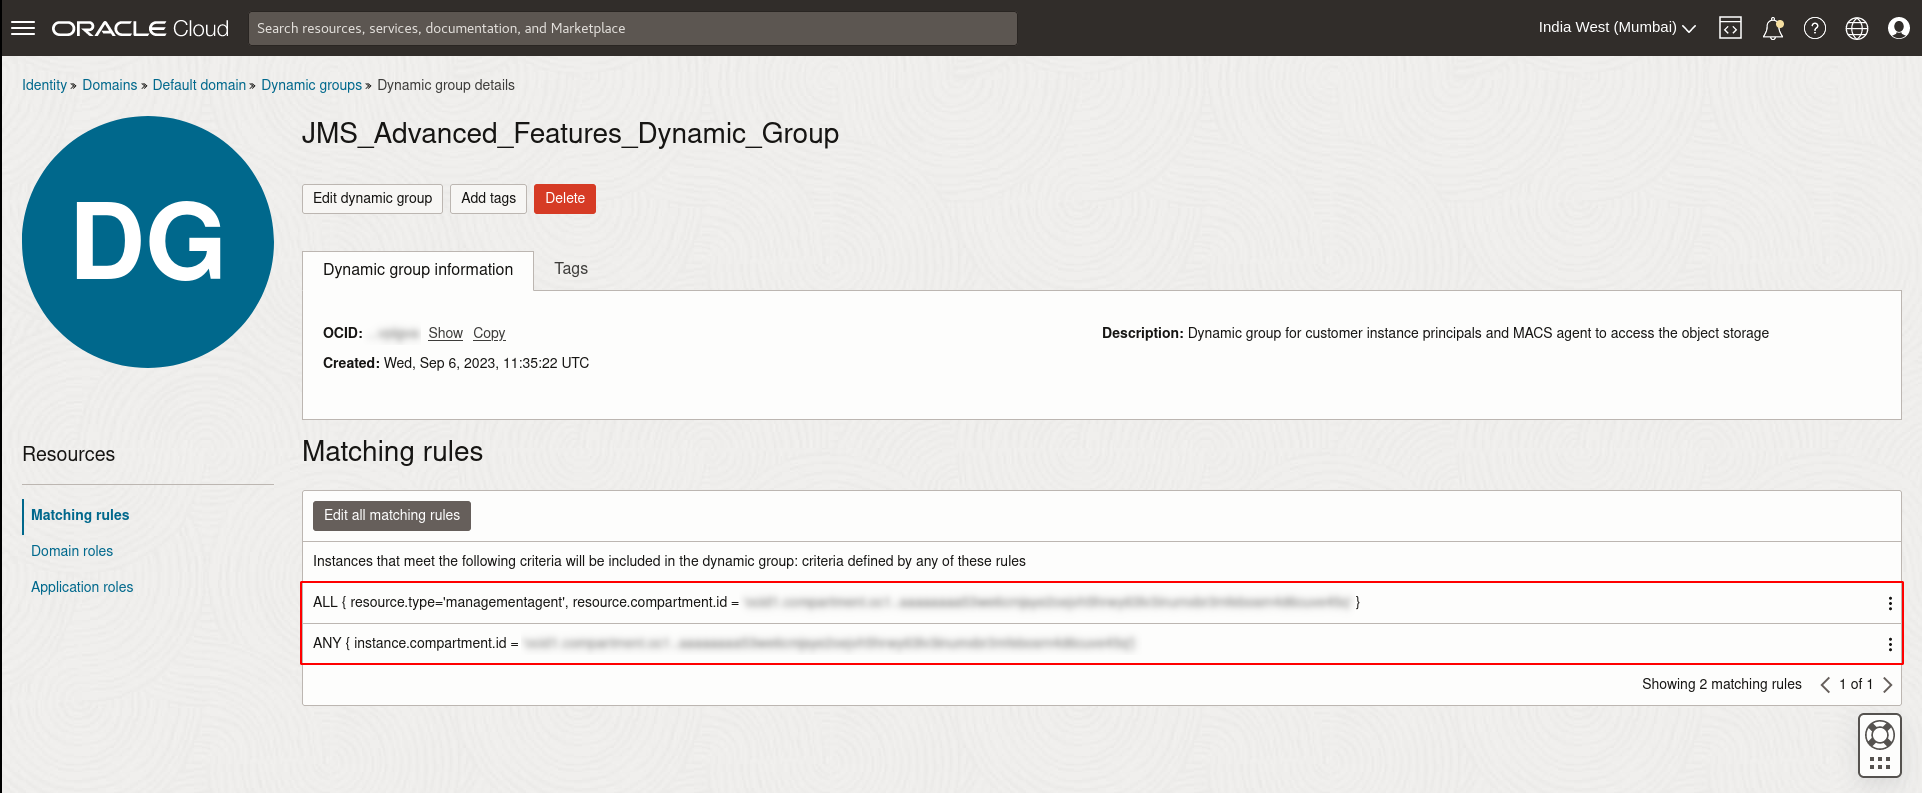 ORACLE Cloud
Search resources, services, documentation, and Marketplace
India West (Mumbai)
Identity » Domains » Default domain » Dynamic groups » Dynamic group details
DG
JMS_Advanced_Features_Dynamic_Group
Edit dynamic group
Add tags
Delete
Dynamic group information
Tags
OCID: Show Copy
Created: Wed, Sep 6, 2023, 11:35:22 UTC
Description: Dynamic group for customer instance principals and MACS agent to access the object storage
Resources
Matching rules
Domain roles
Application roles
Matching rules
Edit all matching rules
Instances that meet the following criteria will be included in the dynamic group: criteria defined by any of these rules
ALL { resource.type='managementagent', resource.compartment.id = }
ANY { instance.compartment.id =
Showing 2 matching rules
1 of 1